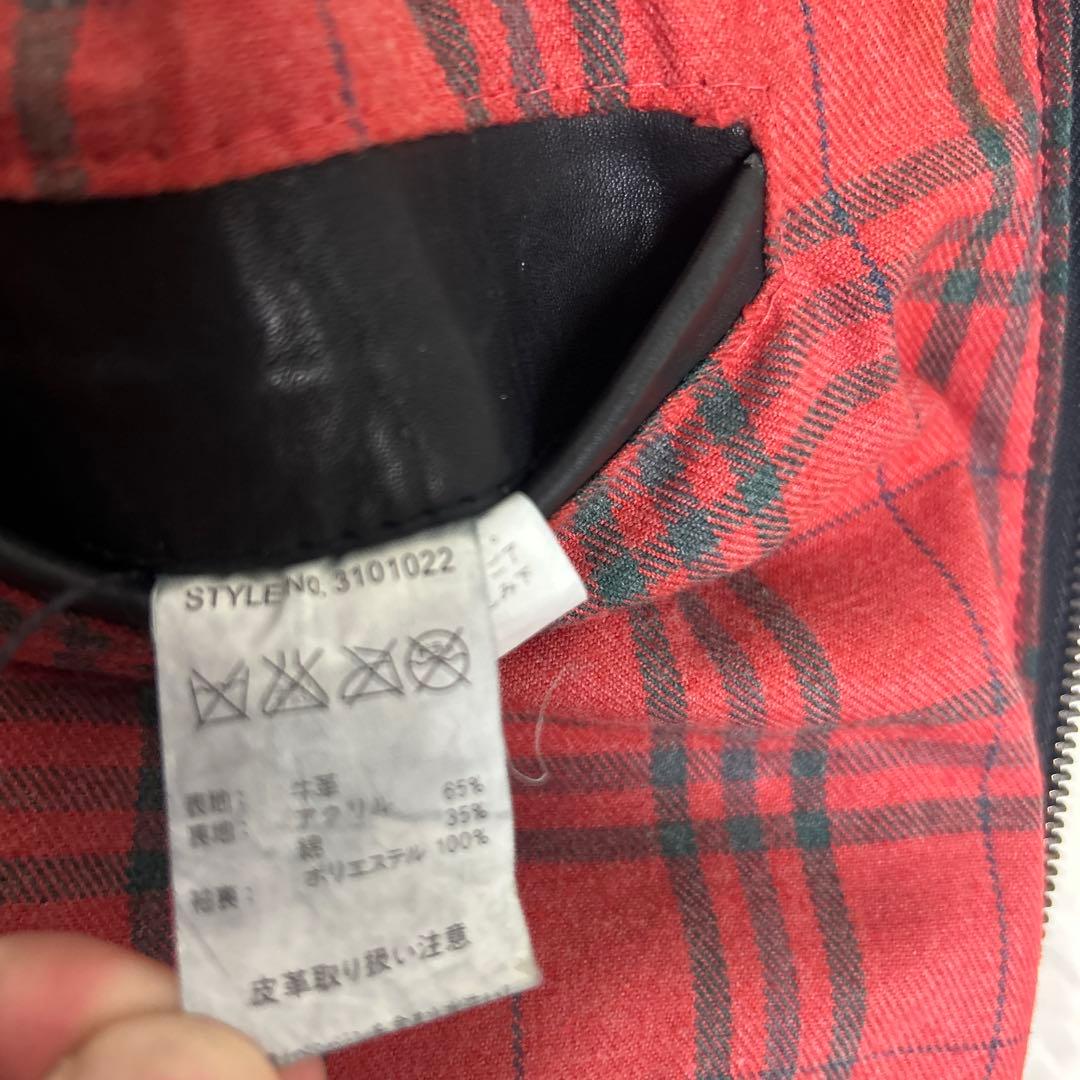 STYLE No. 3101022
表地: 牛革
裏地: アクリル 65%
綿 35%
袖裏: ポリエステル 100%
皮革取り扱い注意